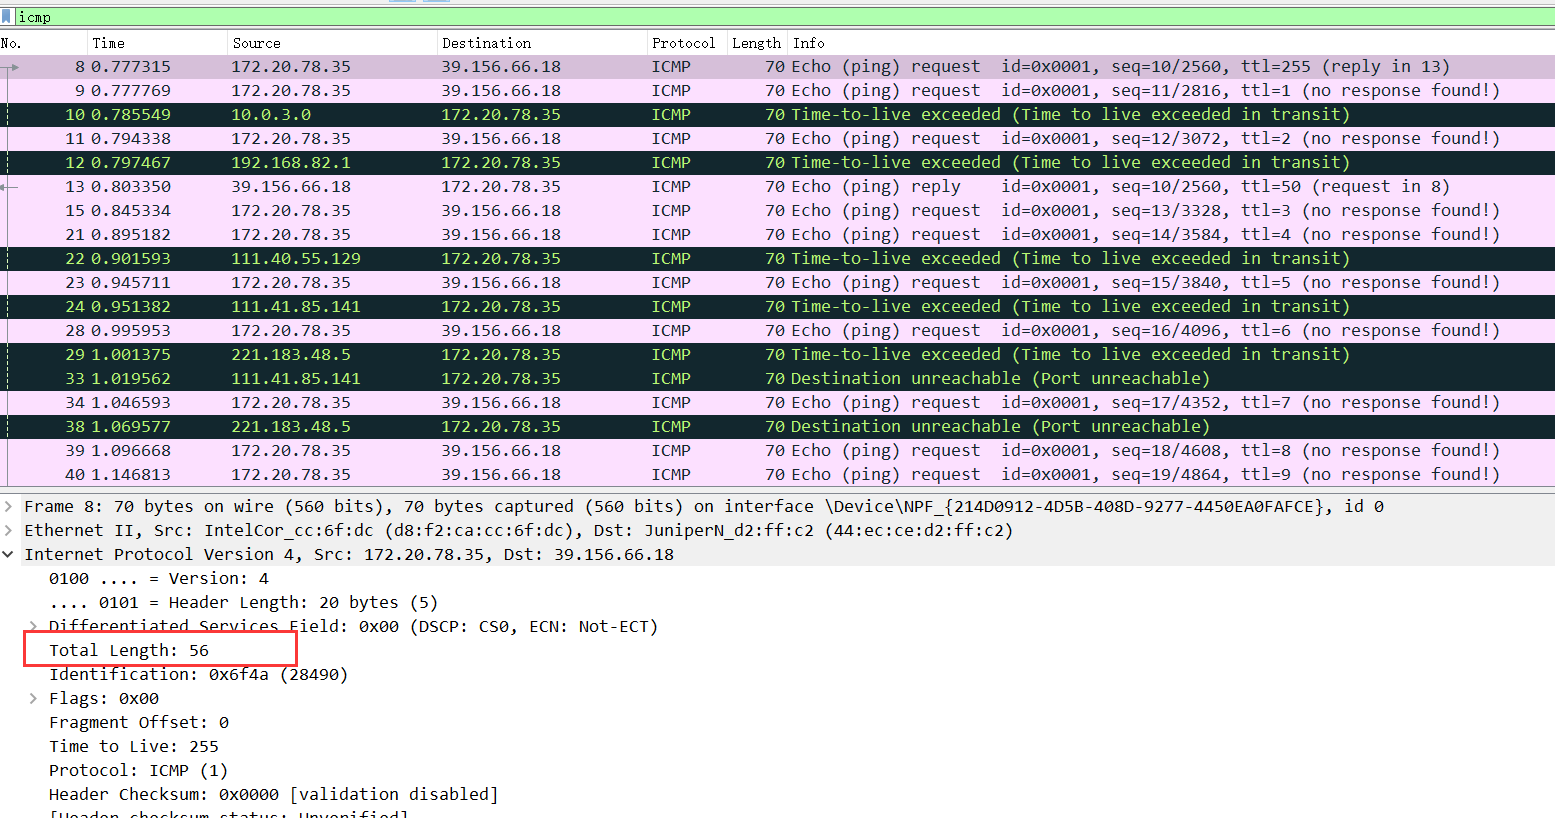 icmp
No. Time Source Destination Protocol Length Info
8 0.777315 172.20.78.35 39.156.66.18 ICMP 70 Echo (ping) request id=0x0001, seq=10/2560, ttl=255 (reply in 13)
9 0.777769 172.20.78.35 39.156.66.18 ICMP 70 Echo (ping) request id=0x0001, seq=11/2816, ttl=1 (no response found!)
10 0.785549 10.0.3.0 172.20.78.35 ICMP 70 Time-to-live exceeded (Time to live exceeded in transit)
11 0.794338 172.20.78.35 39.156.66.18 ICMP 70 Echo (ping) request id=0x0001, seq=12/3072, ttl=2 (no response found!)
12 0.797467 192.168.82.1 172.20.78.35 ICMP 70 Time-to-live exceeded (Time to live exceeded in transit)
13 0.803350 39.156.66.18 172.20.78.35 ICMP 70 Echo (ping) reply id=0x0001, seq=10/2560, ttl=50 (request in 8)
15 0.845334 172.20.78.35 39.156.66.18 ICMP 70 Echo (ping) request id=0x0001, seq=13/3328, ttl=3 (no response found!)
21 0.895182 172.20.78.35 39.156.66.18 ICMP 70 Echo (ping) request id=0x0001, seq=14/3584, ttl=4 (no response found!)
22 0.901593 111.40.55.129 172.20.78.35 ICMP 70 Time-to-live exceeded (Time to live exceeded in transit)
23 0.945711 172.20.78.35 39.156.66.18 ICMP 70 Echo (ping) request id=0x0001, seq=15/3840, ttl=5 (no response found!)
24 0.951382 111.41.85.141 172.20.78.35 ICMP 70 Time-to-live exceeded (Time to live exceeded in transit)
28 0.995953 172.20.78.35 39.156.66.18 ICMP 70 Echo (ping) request id=0x0001, seq=16/4096, ttl=6 (no response found!)
29 1.001375 221.183.48.5 172.20.78.35 ICMP 70 Time-to-live exceeded (Time to live exceeded in transit)
33 1.019562 111.41.85.141 172.20.78.35 ICMP 70 Destination unreachable (Port unreachable)
34 1.046593 172.20.78.35 39.156.66.18 ICMP 70 Echo (ping) request id=0x0001, seq=17/4352, ttl=7 (no response found!)
38 1.069577 221.183.48.5 172.20.78.35 ICMP 70 Destination unreachable (Port unreachable)
39 1.096668 172.20.78.35 39.156.66.18 ICMP 70 Echo (ping) request id=0x0001, seq=18/4608, ttl=8 (no response found!)
40 1.146813 172.20.78.35 39.156.66.18 ICMP 70 Echo (ping) request id=0x0001, seq=19/4864, ttl=9 (no response found!)
Frame 8: 70 bytes on wire (560 bits), 70 bytes captured (560 bits) on interface \Device\NPF_{214D0912-4D5B-408D-9277-4450EA0FAFCE}, id 0
Ethernet II, Src: IntelCor_cc:6f:dc (d8:f2:ca:cc:6f:dc), Dst: JuniperN_d2:ff:c2 (44:ec:ce:d2:ff:c2)
Internet Protocol Version 4, Src: 172.20.78.35, Dst: 39.156.66.18
0100 .... = Version: 4
.... 0101 = Header Length: 20 bytes (5)
Differentiated Services Field: 0x00 (DSCP: CS0, ECN: Not-ECT)
Total Length: 56
Identification: 0x6f4a (28490)
Flags: 0x00
Fragment Offset: 0
Time to Live: 255
Protocol: ICMP (1)
Header Checksum: 0x0000 [validation disabled]
[Header checksum status: Unverified]